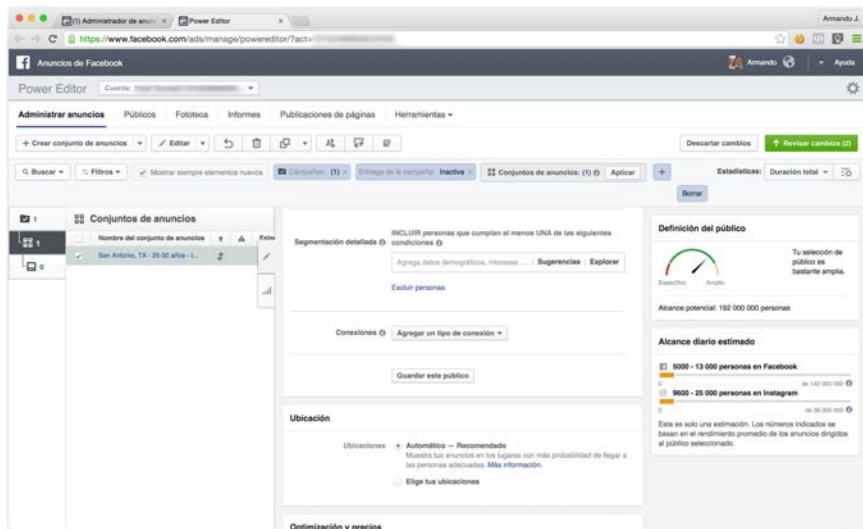 (1) Administrador de anunc
Power Editor
Armando J.
https://www.facebook.com/ads/manage/powereditor/?act=
Anuncios de Facebook
Armando
Ayuda
Power Editor
Cuenta:
Administrar anuncios
Públicos
Fototeca
Informes
Publicaciones de páginas
Herramientas
+ Crear conjunto de anuncios
Editar
Descartar cambios
Revisar cambios (2)
Buscar
Filtros
Mostrar siempre elementos nuevos
Campañas: (1) ×
Entrega de la campaña: Inactiva ×
Conjuntos de anuncios: (1)
Aplicar
+
Estadísticas:
Duración total
Borrar
1
1
0
Conjuntos de anuncios
Nombre del conjunto de anuncios
San Antonio, TX - 25-30 años - I...
Segmentación detallada
INCLUIR personas que cumplan al menos UNA de las siguientes
condiciones
Agrega datos demográficos, intereses ... | Sugerencias | Explorar
Excluir personas
Conexiones
Agregar un tipo de conexión
Guardar este público
Ubicación
Ubicaciones
Automático — Recomendado
Muestra tus anuncios en los lugares con más probabilidad de llegar a
las personas adecuadas. Más información.
Elige tus ubicaciones
Optimización y precios
Definición del público
Tu selección de
público es
bastante amplia.
Específico
Amplio
Alcance potencial: 192 000 000 personas
Alcance diario estimado
5000 - 13 000 personas en Facebook
0
de 140 000 000
9600 - 25 000 personas en Instagram
0
de 38 000 000
Esta es solo una estimación. Los números indicados se
basan en el rendimiento promedio de los anuncios dirigidos
al público seleccionado.